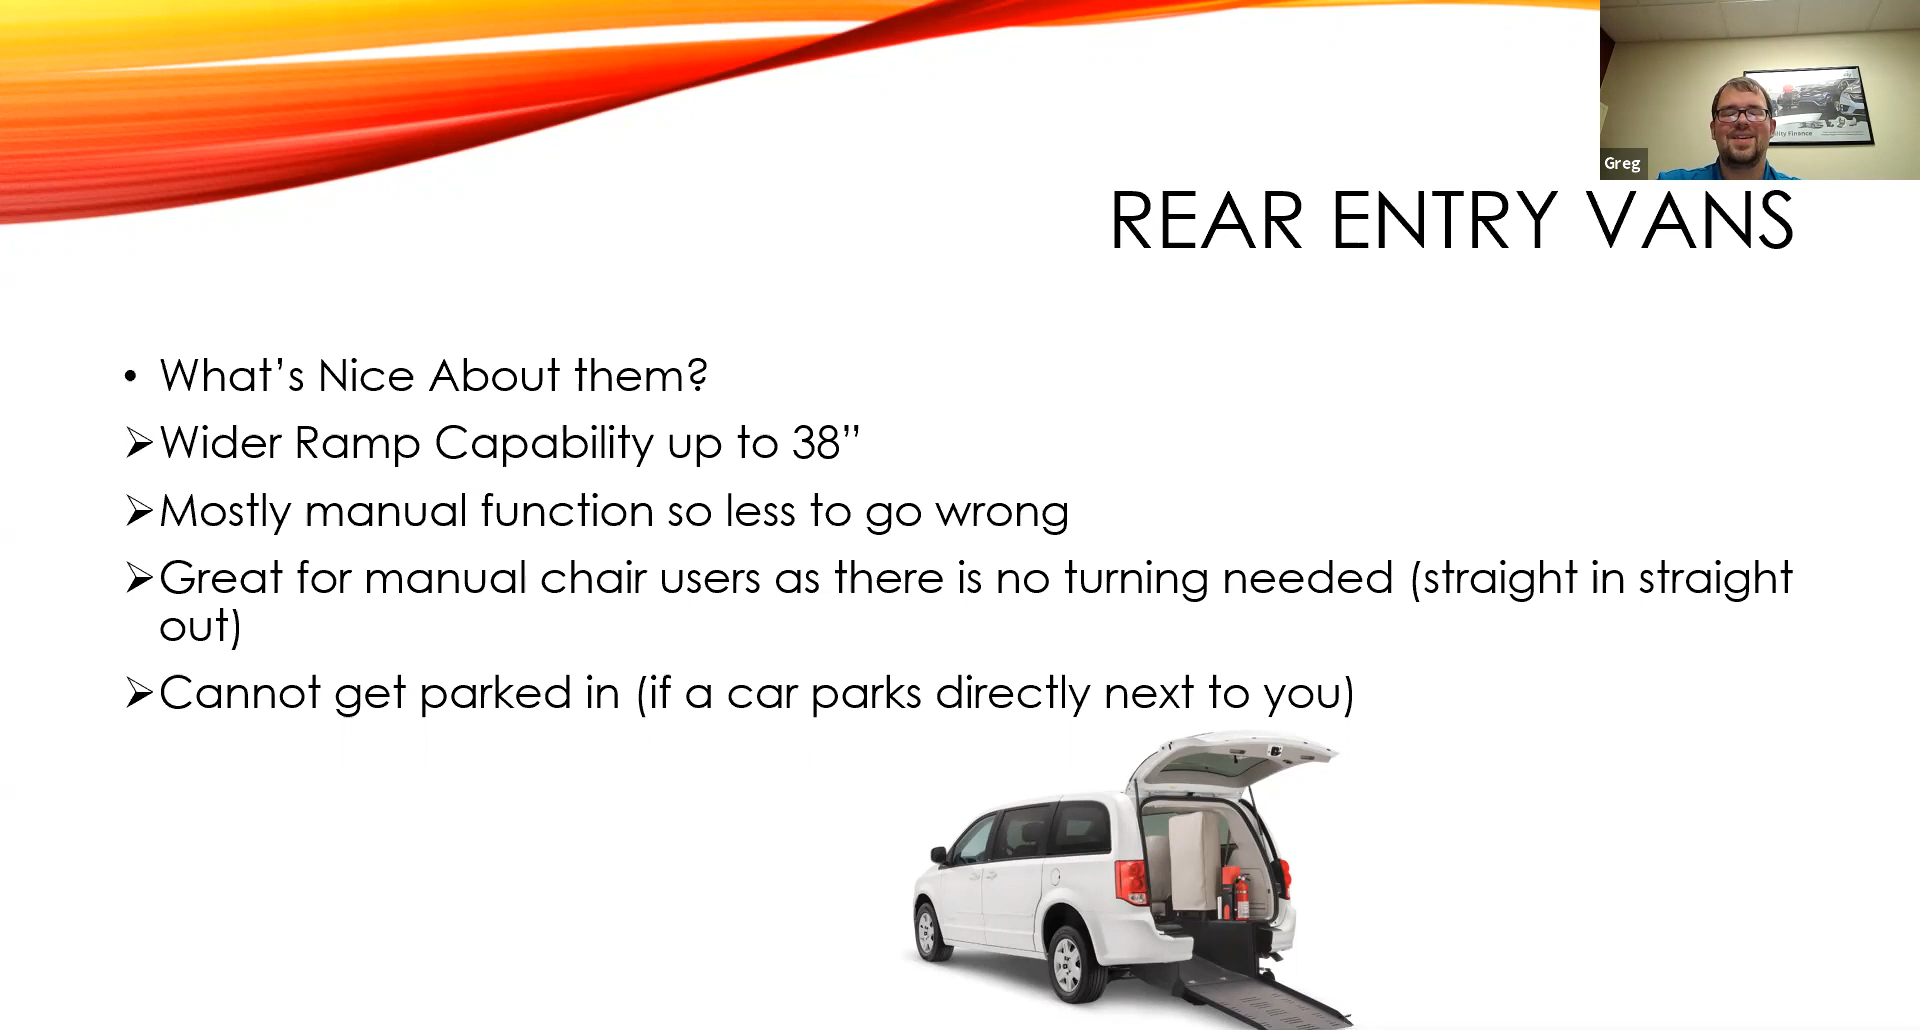 Greg
ility Finance
REAR ENTRY VANS
• What’s Nice About them?
➢Wider Ramp Capability up to 38”
➢Mostly manual function so less to go wrong
➢Great for manual chair users as there is no turning needed (straight in straight
out)
➢Cannot get parked in (if a car parks directly next to you)